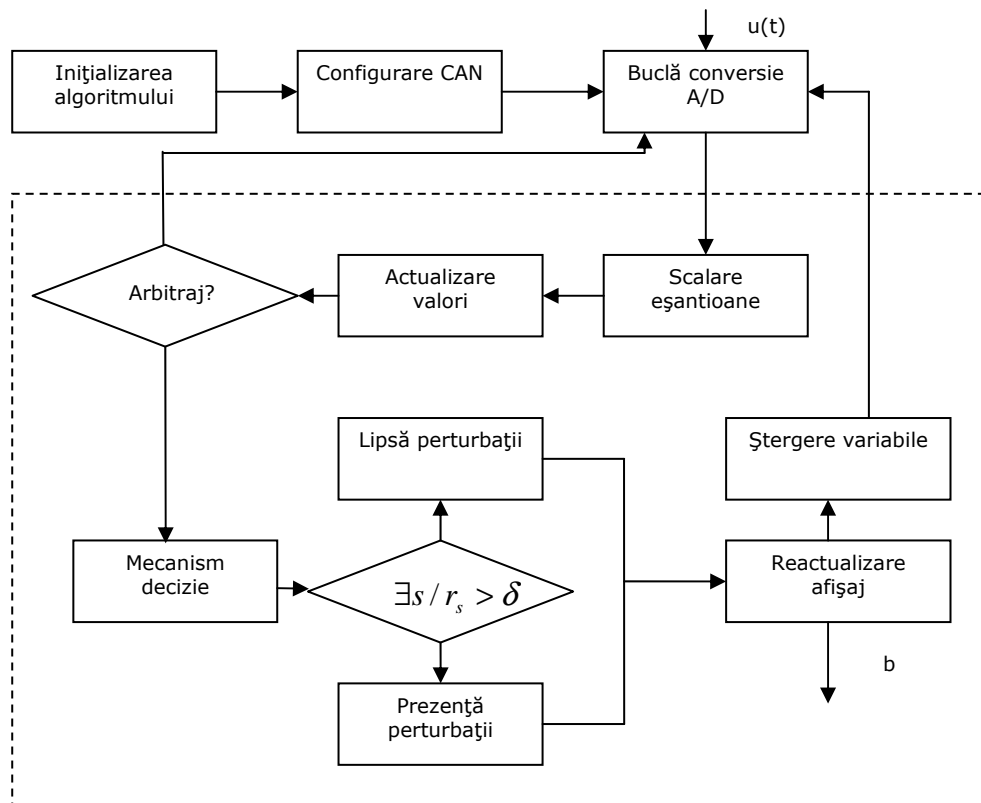 u(t)
Iniţializarea
algoritmului
Configurare CAN
Buclă conversie
A/D
Arbitraj?
Actualizare
valori
Scalare
eşantioane
Lipsă perturbaţii
Ştergere variabile
Mecanism
decizie
∃s / rₛ > δ
Reactualizare
afişaj
b
Prezenţă
perturbaţii